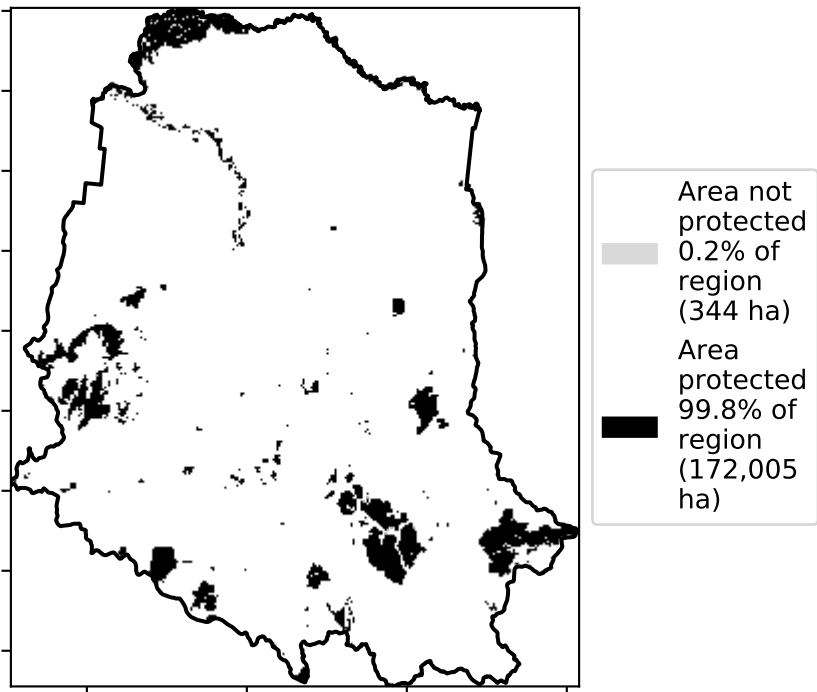 Area not
protected
0.2% of
region
(344 ha)
Area
protected
99.8% of
region
(172,005
ha)